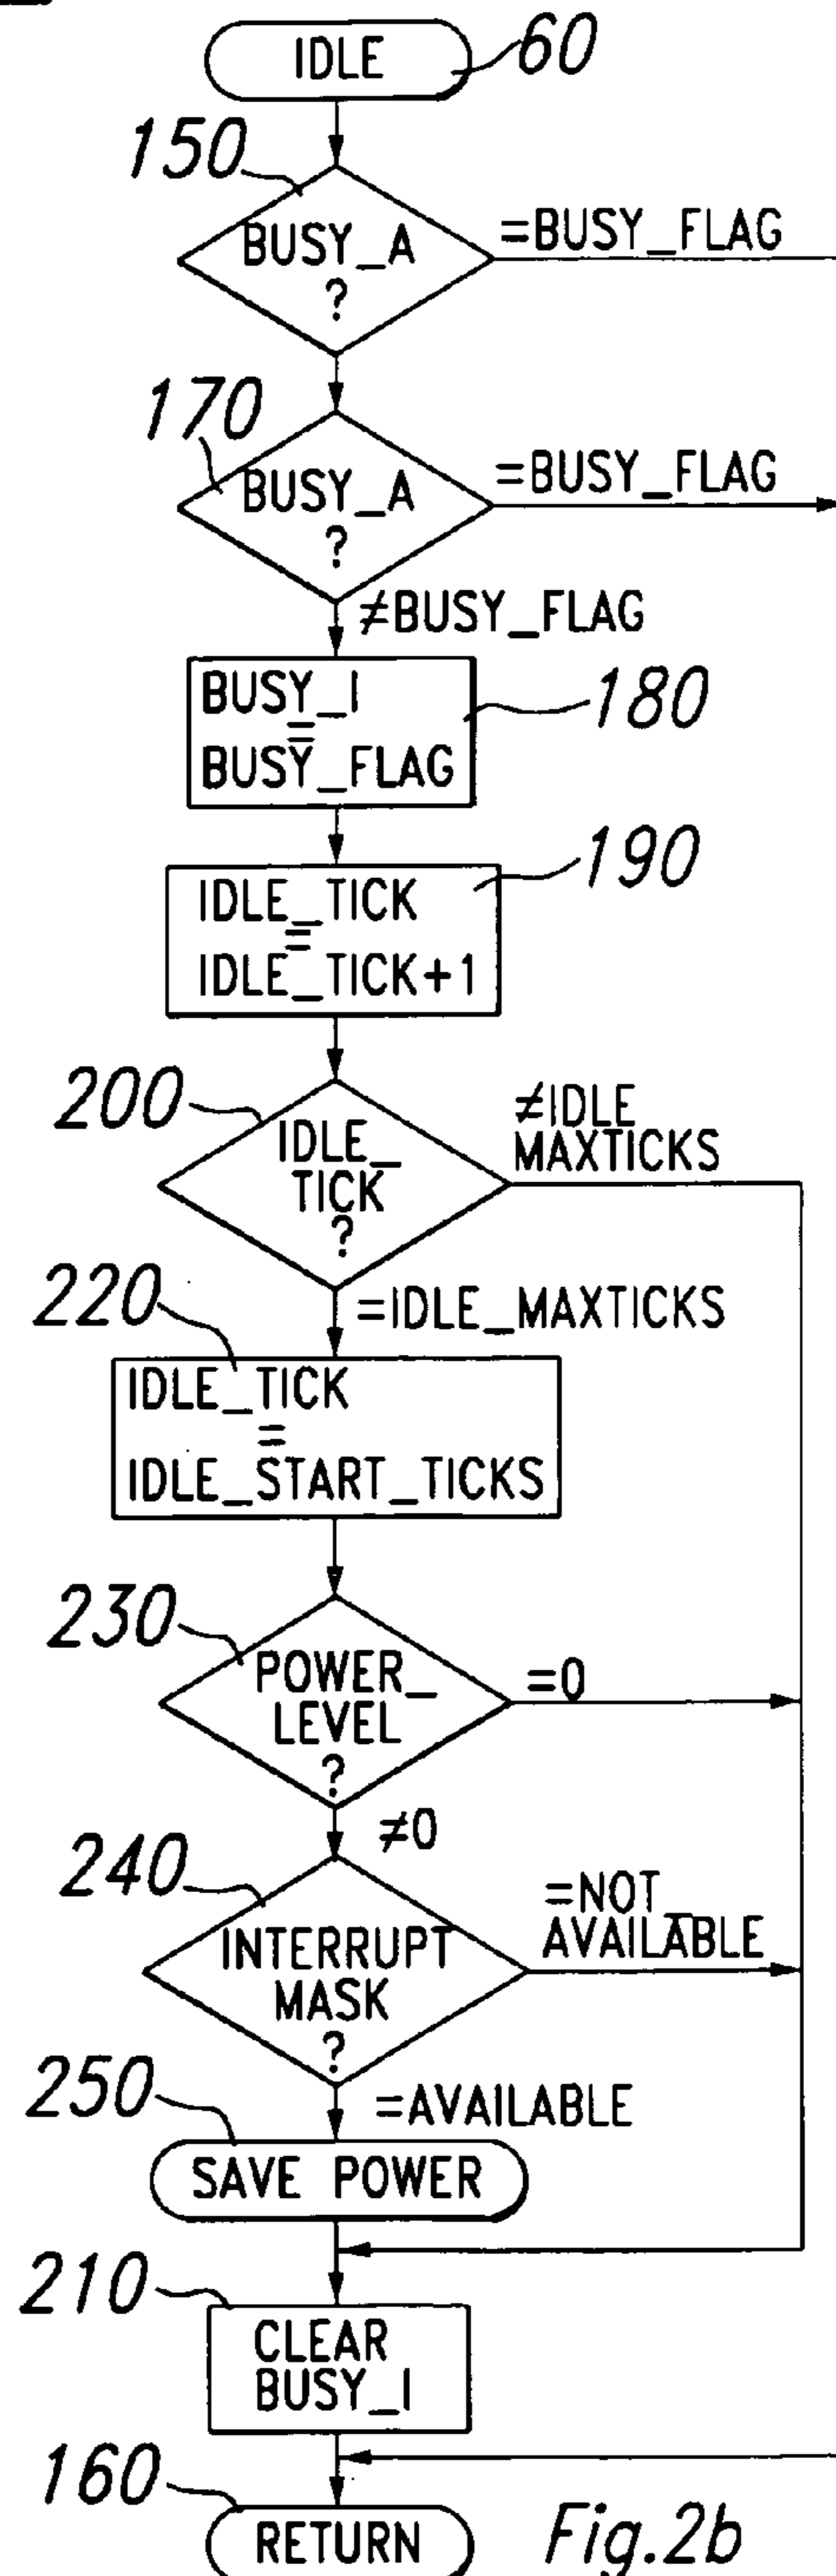 IDLE
60
150
BUSY_A
?
=BUSY_FLAG
170
BUSY_A
?
=BUSY_FLAG
≠BUSY_FLAG
BUSY_I
=
BUSY_FLAG
180
IDLE_TICK
=
IDLE_TICK+1
190
200
IDLE_
TICK
?
≠IDLE
MAXTICKS
=IDLE_MAXTICKS
220
IDLE_TICK
=
IDLE_START_TICKS
230
POWER_
LEVEL
?
=0
≠0
240
INTERRUPT
MASK
?
=NOT_
AVAILABLE
=AVAILABLE
250
SAVE POWER
210
CLEAR
BUSY_I
160
RETURN
Fig.2b